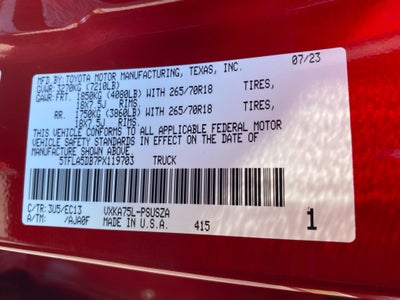 MFD. BY: TOYOTA MOTOR MANUFACTURING, TEXAS, INC. 07/23
GVWR: 3270KG (7210LB)
GAWR: FRT. 1850KG (4080LB) WITH 265/70R18 TIRES,
18X7.5J RIMS.
RR. 1750KG (3860LB) WITH 265/70R18 TIRES,
18X7.5J RIMS.
THIS VEHICLE CONFORMS TO ALL APPLICABLE FEDERAL MOTOR
VEHICLE SAFETY STANDARDS IN EFFECT ON THE DATE OF
MANUFACTURE SHOWN ABOVE.
5TFLA5DB7PX119703 TRUCK
C/TR: 3U5/EC13 VXKA75L-PSUSZA
A/TM: /AJA0F MADE IN U.S.A. 415 1